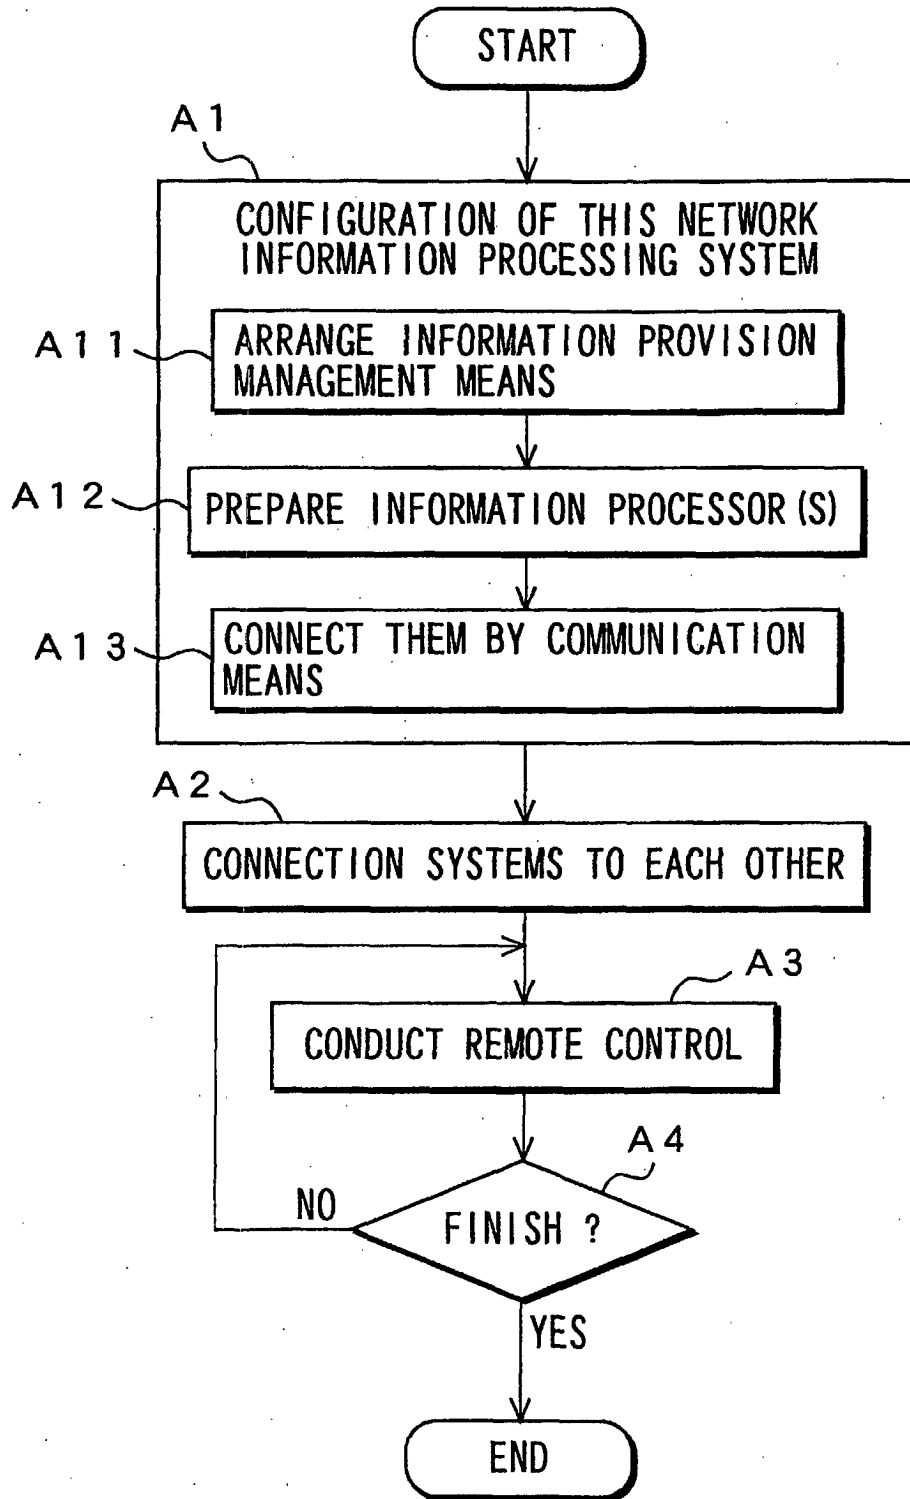 START
A1
CONFIGURATION OF THIS NETWORK
INFORMATION PROCESSING SYSTEM
A11
ARRANGE INFORMATION PROVISION
MANAGEMENT MEANS
A12
PREPARE INFORMATION PROCESSOR(S)
A13
CONNECT THEM BY COMMUNICATION
MEANS
A2
CONNECTION SYSTEMS TO EACH OTHER
A3
CONDUCT REMOTE CONTROL
A4
NO
FINISH ?
YES
END